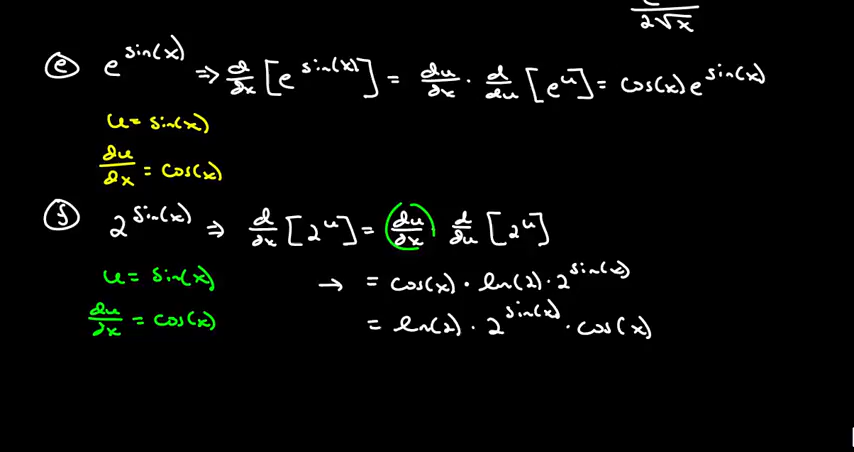 2√x
ⓔ e^sin(x) ⇒ d/dx [e^sin(x)] = du/dx · d/du [e^u] = cos(x) e^sin(x)
u = sin(x)
du/dx = cos(x)
ⓕ 2^sin(x) ⇒ d/dx [2^u] = du/dx d/du [2^u]
u = sin(x) → = cos(x) · ln(2) · 2^sin(x)
du/dx = cos(x) = ln(2) · 2^sin(x) · cos(x)